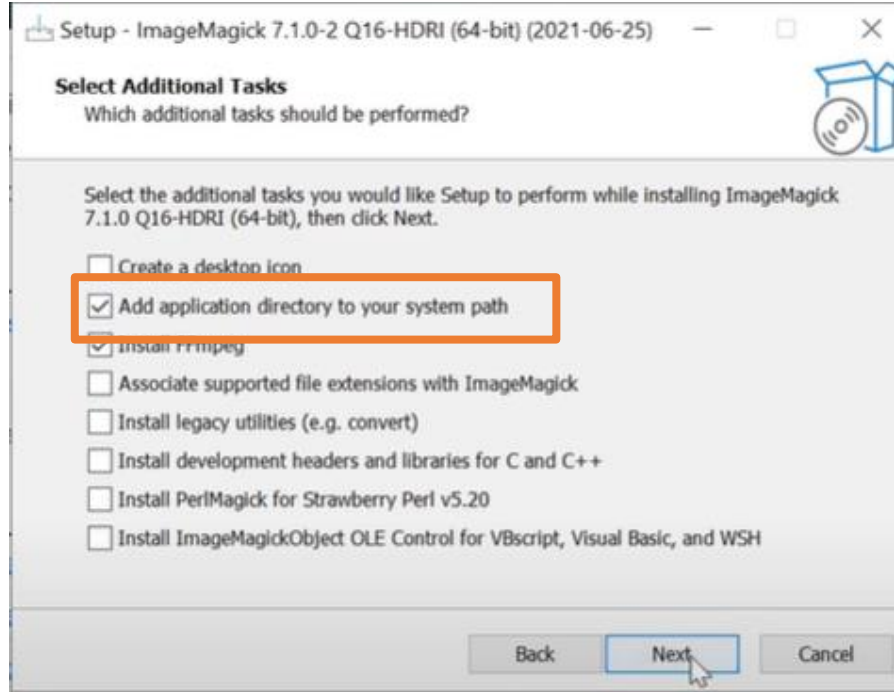 Setup - ImageMagick 7.1.0-2 Q16-HDRI (64-bit) (2021-06-25)
Select Additional Tasks
Which additional tasks should be performed?
Select the additional tasks you would like Setup to perform while installing ImageMagick
7.1.0 Q16-HDRI (64-bit), then click Next.
Create a desktop icon
Add application directory to your system path
Install FFmpeg
Associate supported file extensions with ImageMagick
Install legacy utilities (e.g. convert)
Install development headers and libraries for C and C++
Install PerlMagick for Strawberry Perl v5.20
Install ImageMagickObject OLE Control for VBscript, Visual Basic, and WSH
Back Next Cancel